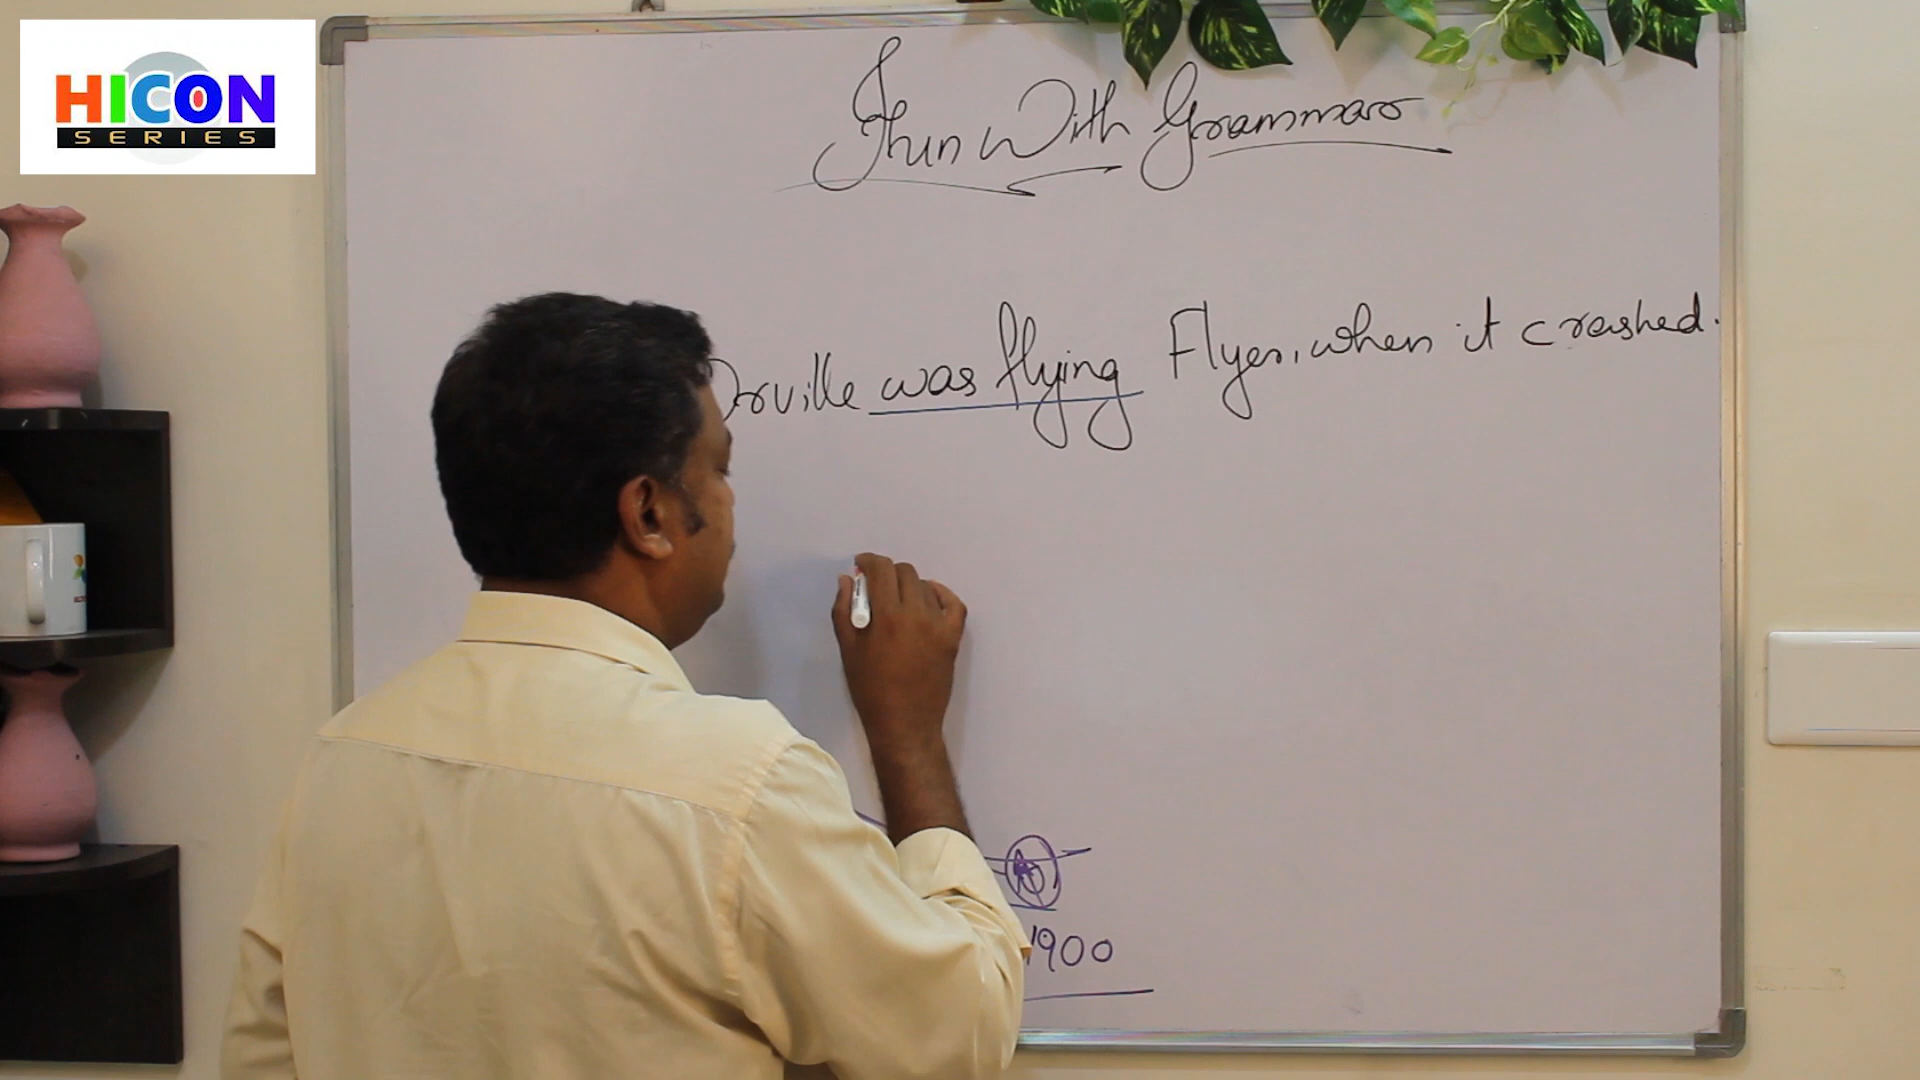 HICON
SERIES
Fun With Grammar
Orville was flying Flyer, when it crashed.
1900